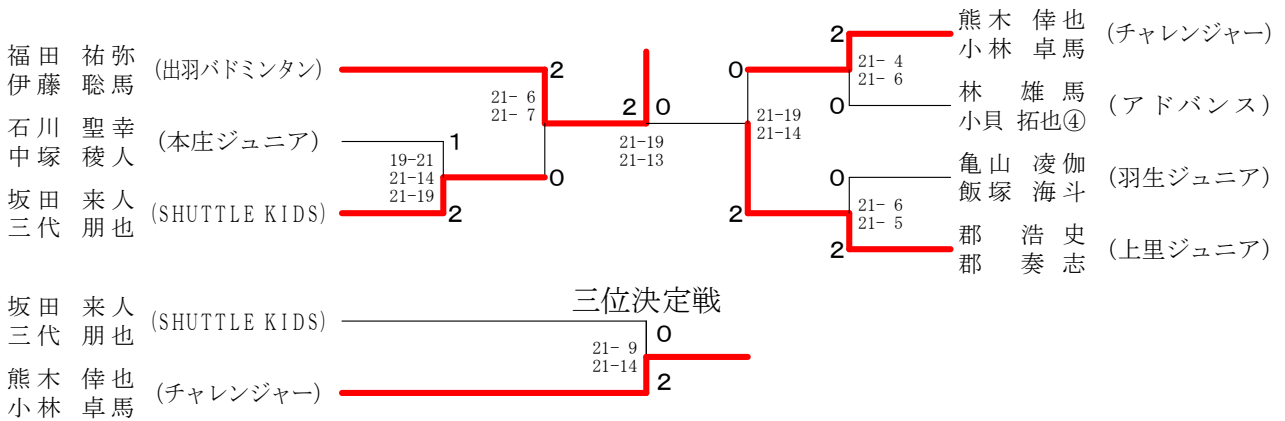 福田 祐弥
伊藤 聡馬
(出羽バドミンタン)
石川 聖幸
中塚 稜人
(本庄ジュニア)
坂田 来人
三代 朋也
(SHUTTLE KIDS)
2
21- 6
21- 7
1
19-21
21-14
21-19
2
0
2 0
21-19
21-13
0
21-19
21-14
2
2
21- 4
21- 6
0
0
21- 6
21- 5
2
熊木 倖也
小林 卓馬
(チャレンジャー)
林 雄馬
小貝 拓也④
(アドバンス)
亀山 凌伽
飯塚 海斗
(羽生ジュニア)
郡 浩史
郡 奏志
(上里ジュニア)
三位決定戦
坂田 来人
三代 朋也
(SHUTTLE KIDS)
熊木 倖也
小林 卓馬
(チャレンジャー)
0
21- 9
21-14
2